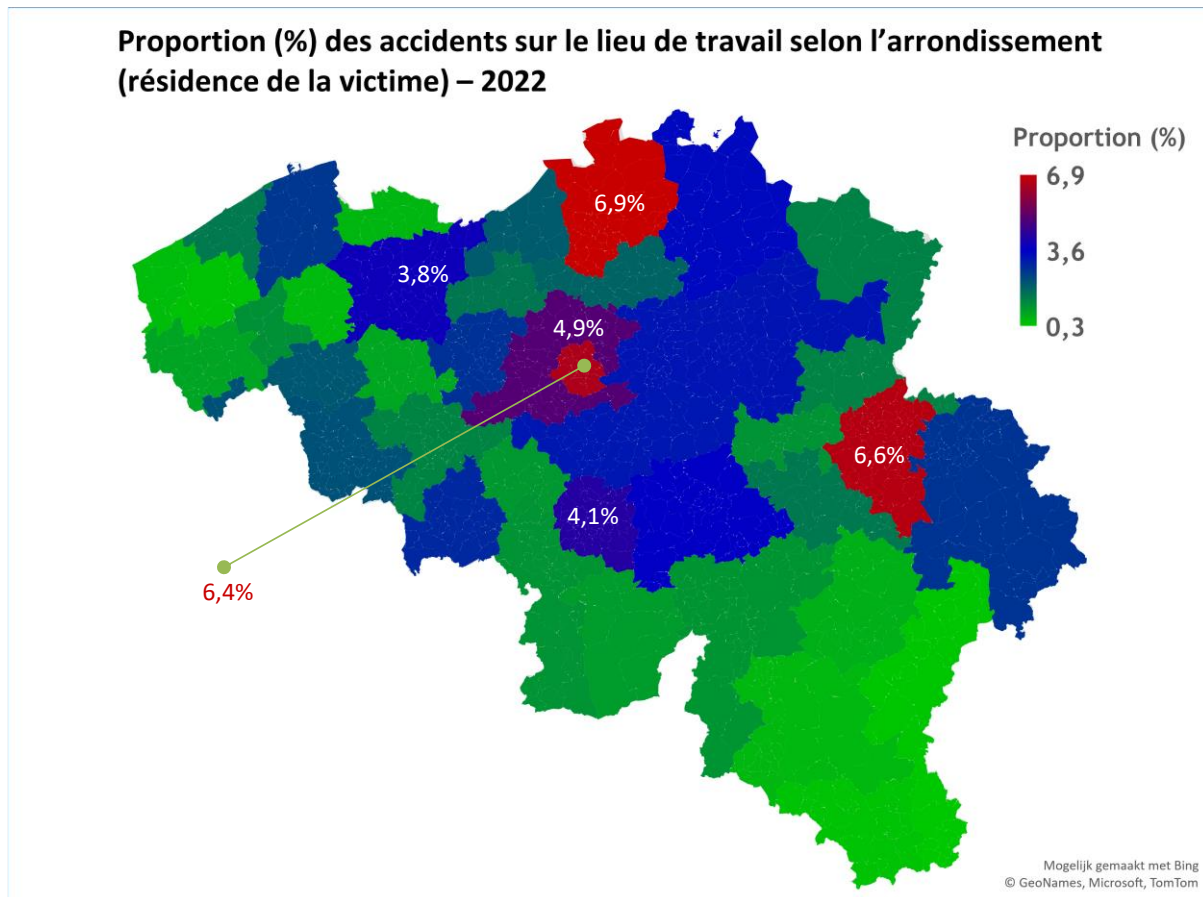 Proportion (%) des accidents sur le lieu de travail selon l’arrondissement
(résidence de la victime) – 2022
Proportion (%)
6,9
3,6
0,3
6,9%
3,8%
4,9%
6,6%
4,1%
6,4%
Mogelijk gemaakt met Bing
© GeoNames, Microsoft, TomTom